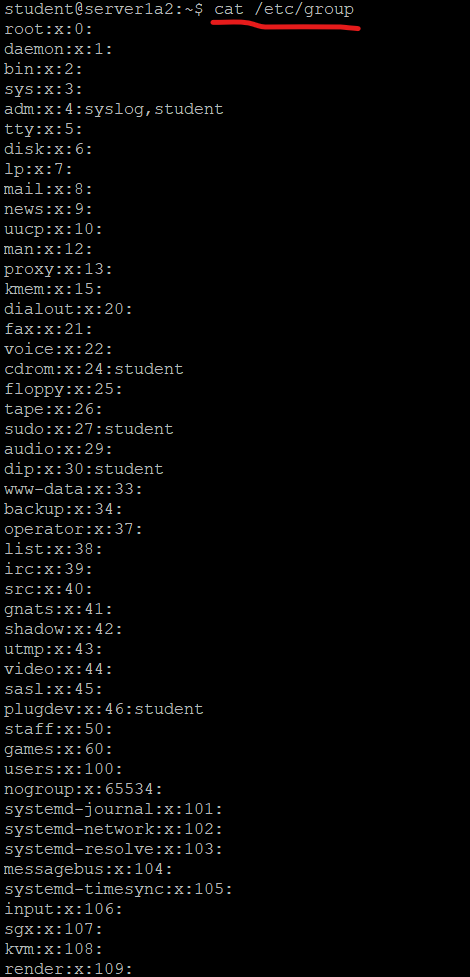 student@server1a2:~$ cat /etc/group
root:x:0:
daemon:x:1:
bin:x:2:
sys:x:3:
adm:x:4:syslog,student
tty:x:5:
disk:x:6:
lp:x:7:
mail:x:8:
news:x:9:
uucp:x:10:
man:x:12:
proxy:x:13:
kmem:x:15:
dialout:x:20:
fax:x:21:
voice:x:22:
cdrom:x:24:student
floppy:x:25:
tape:x:26:
sudo:x:27:student
audio:x:29:
dip:x:30:student
www-data:x:33:
backup:x:34:
operator:x:37:
list:x:38:
irc:x:39:
src:x:40:
gnats:x:41:
shadow:x:42:
utmp:x:43:
video:x:44:
sasl:x:45:
plugdev:x:46:student
staff:x:50:
games:x:60:
users:x:100:
nogroup:x:65534:
systemd-journal:x:101:
systemd-network:x:102:
systemd-resolve:x:103:
messagebus:x:104:
systemd-timesync:x:105:
input:x:106:
sgx:x:107:
kvm:x:108:
render:x:109: